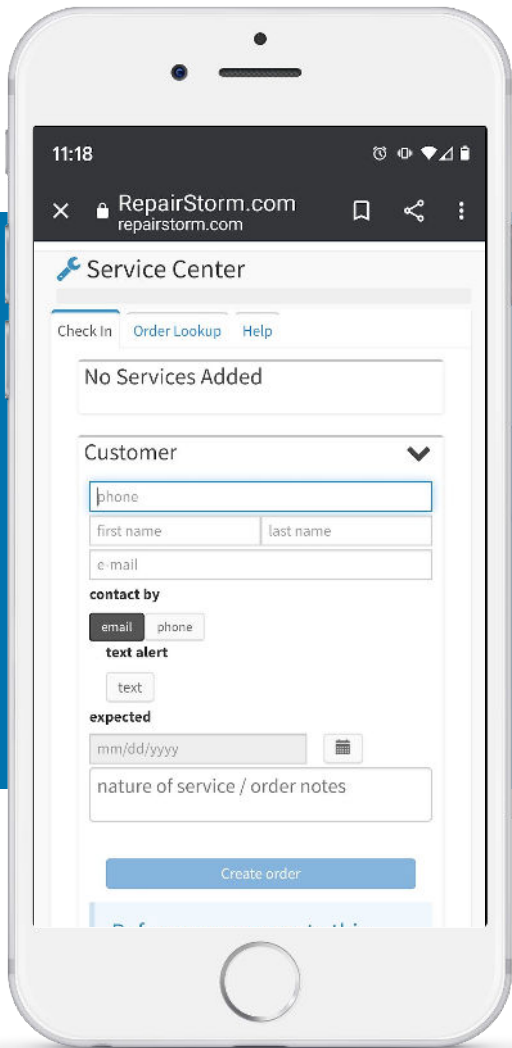 11:18
RepairStorm.com
repairstorm.com
Service Center
Check In Order Lookup Help
No Services Added
Customer
phone
first name last name
e-mail
contact by
email phone
text alert
text
expected
mm/dd/yyyy
nature of service / order notes
Create order